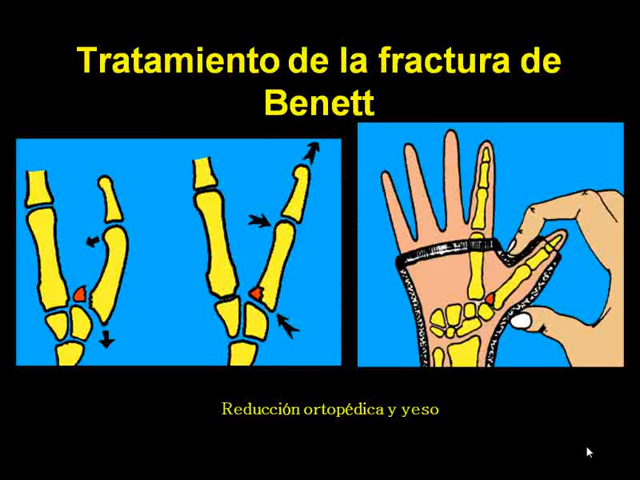 Tratamiento de la fractura de
Benett
Reducción ortopédica y yeso